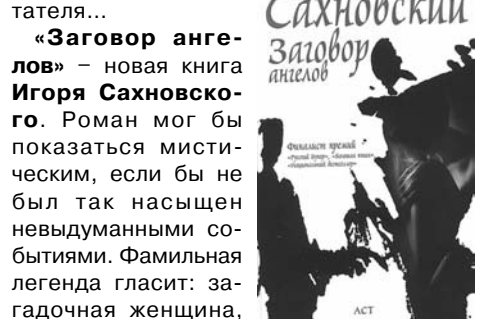 тателя...
«Заговор анге-
лов» – новая книга
Игоря Сахновско-
го. Роман мог бы
показаться мисти-
ческим, если бы не
был так насыщен
невыдуманными со-
бытиями. Фамильная
легенда гласит: за-
гадочная женщина,
Сахновский
Заговор
ангелов
Финалист премий
«Русский Букер», «Большая книга»
«Национальный бестселлер»
АСТ